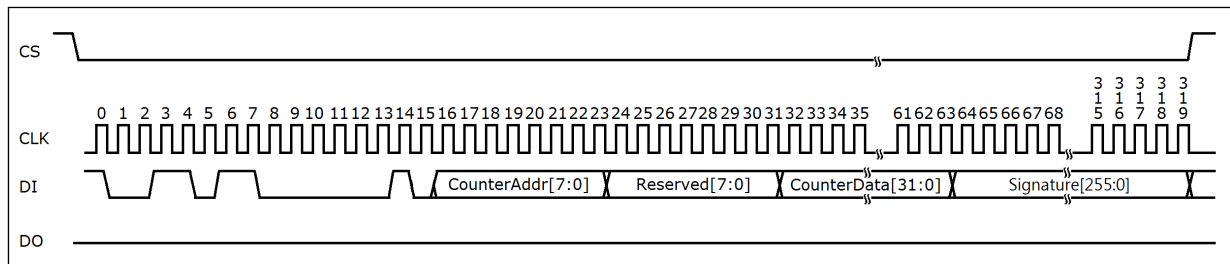 CS
3 3 3 3 3
1 1 1 1 1
5 6 7 8 9
0 1 2 3 4 5 6 7 8 9 10 11 12 13 14 15 16 17 18 19 20 21 22 23 24 25 26 27 28 29 30 31 32 33 34 35 61 62 63 64 65 66 67 68
CLK
DI CounterAddr[7:0] Reserved[7:0] CounterData[31:0] Signature[255:0]
DO